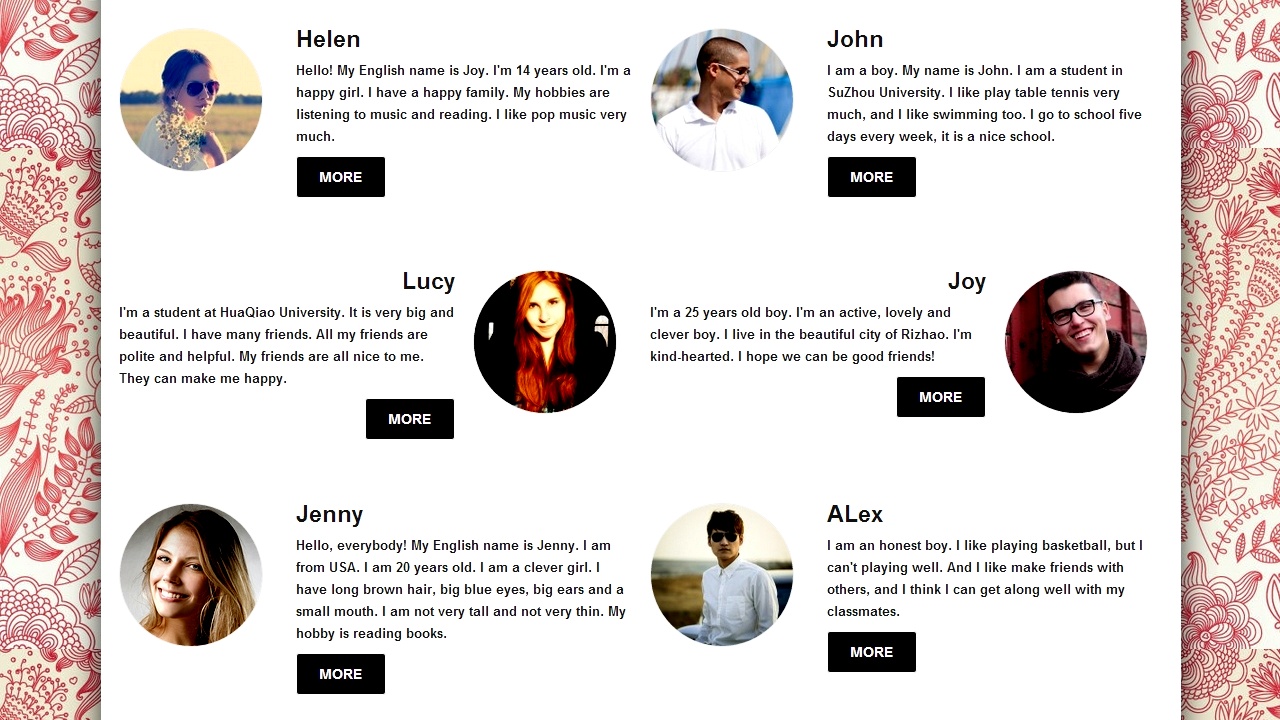 Helen
Hello! My English name is Joy. I'm 14 years old. I'm a
happy girl. I have a happy family. My hobbies are
listening to music and reading. I like pop music very
much.
MORE
John
I am a boy. My name is John. I am a student in
SuZhou University. I like play table tennis very
much, and I like swimming too. I go to school five
days every week, it is a nice school.
MORE
Lucy
I'm a student at HuaQiao University. It is very big and
beautiful. I have many friends. All my friends are
polite and helpful. My friends are all nice to me.
They can make me happy.
MORE
Joy
I'm a 25 years old boy. I'm an active, lovely and
clever boy. I live in the beautiful city of Rizhao. I'm
kind-hearted. I hope we can be good friends!
MORE
Jenny
Hello, everybody! My English name is Jenny. I am
from USA. I am 20 years old. I am a clever girl. I
have long brown hair, big blue eyes, big ears and a
small mouth. I am not very tall and not very thin. My
hobby is reading books.
MORE
ALex
I am an honest boy. I like playing basketball, but I
can't playing well. And I like make friends with
others, and I think I can get along well with my
classmates.
MORE